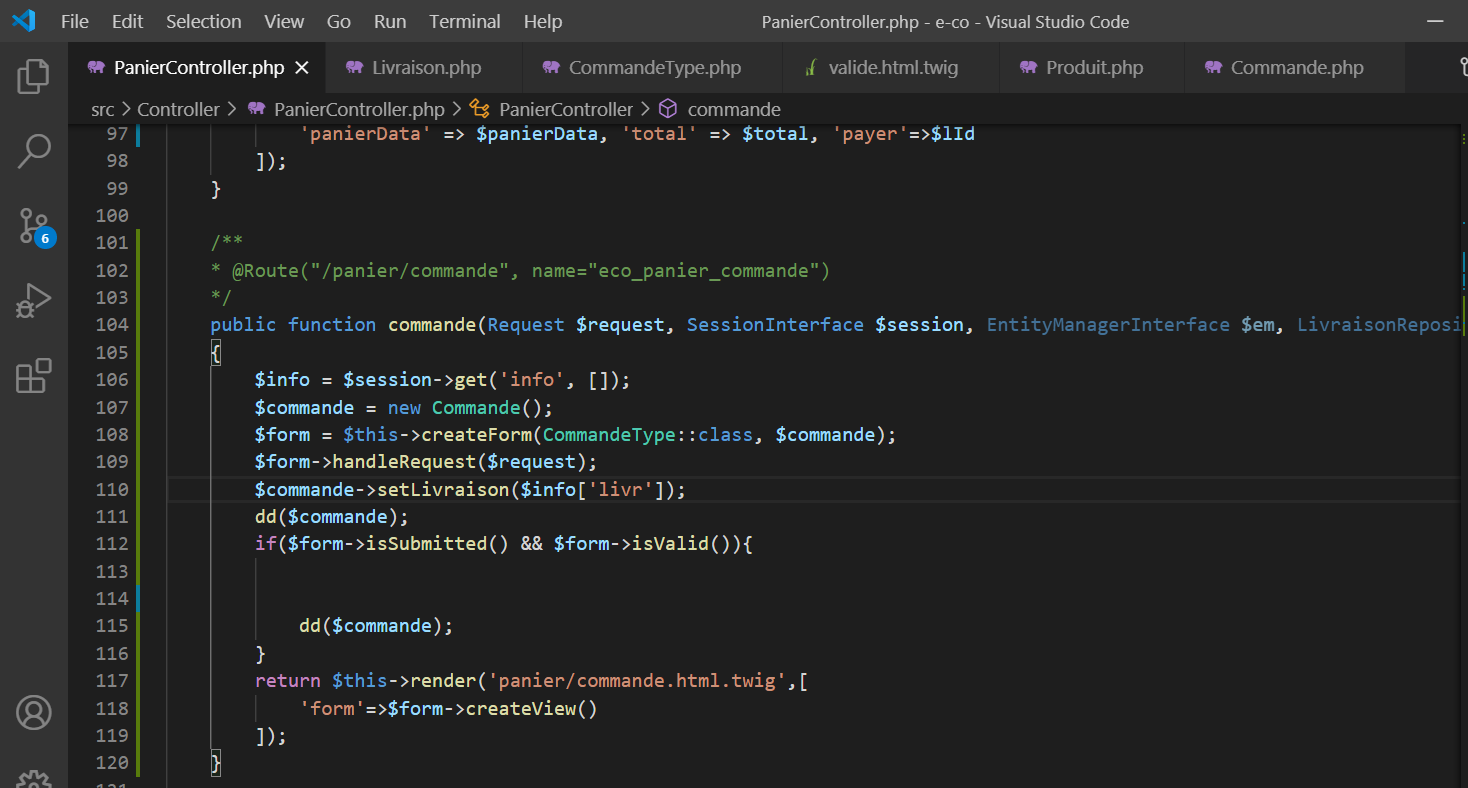 File Edit Selection View Go Run Terminal Help PanierController.php - e-co - Visual Studio Code
PanierController.php Livraison.php CommandeType.php valide.html.twig Produit.php Commande.php
src > Controller > PanierController.php > PanierController > commande
97 'panierData' => $panierData, 'total' => $total, 'payer'=>$lId
98 ]);
99 }
100
101 /**
102 * @Route("/panier/commande", name="eco_panier_commande")
103 */
104 public function commande(Request $request, SessionInterface $session, EntityManagerInterface $em, LivraisonReposi
105 {
106 $info = $session->get('info', []);
107 $commande = new Commande();
108 $form = $this->createForm(CommandeType::class, $commande);
109 $form->handleRequest($request);
110 $commande->setLivraison($info['livr']);
111 dd($commande);
112 if($form->isSubmitted() && $form->isValid()){
113
114
115 dd($commande);
116 }
117 return $this->render('panier/commande.html.twig',[
118 'form'=>$form->createView()
119 ]);
120 }
6